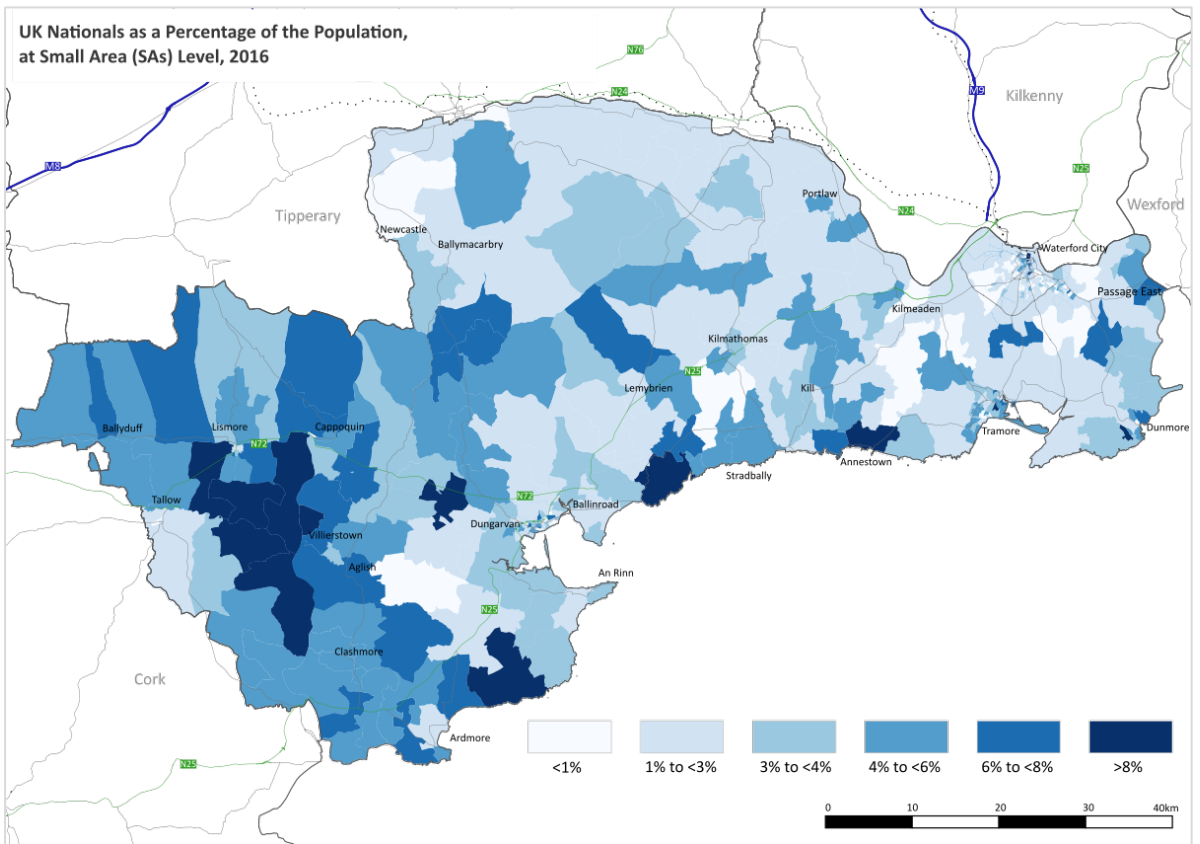 UK Nationals as a Percentage of the Population,
at Small Area (SAs) Level, 2016
N76
N24
M9
Kilkenny
M8
N25
Portlaw
Tipperary
N24
Wexford
Newcastle
Ballymacarbry
Waterford City
Passage East
Kilmeaden
Kilmathomas
N25
Lemybrien
Kill
Ballyduff
Lismore
Cappoquin
N72
Tramore
Dunmore
Annestown
Stradbally
Tallow
N72
Ballinroad
Dungarvan
Villierstown
Aglish
An Rinn
N25
Clashmore
Cork
Ardmore
N25
<1%
1% to <3%
3% to <4%
4% to <6%
6% to <8%
>8%
0
10
20
30
40km